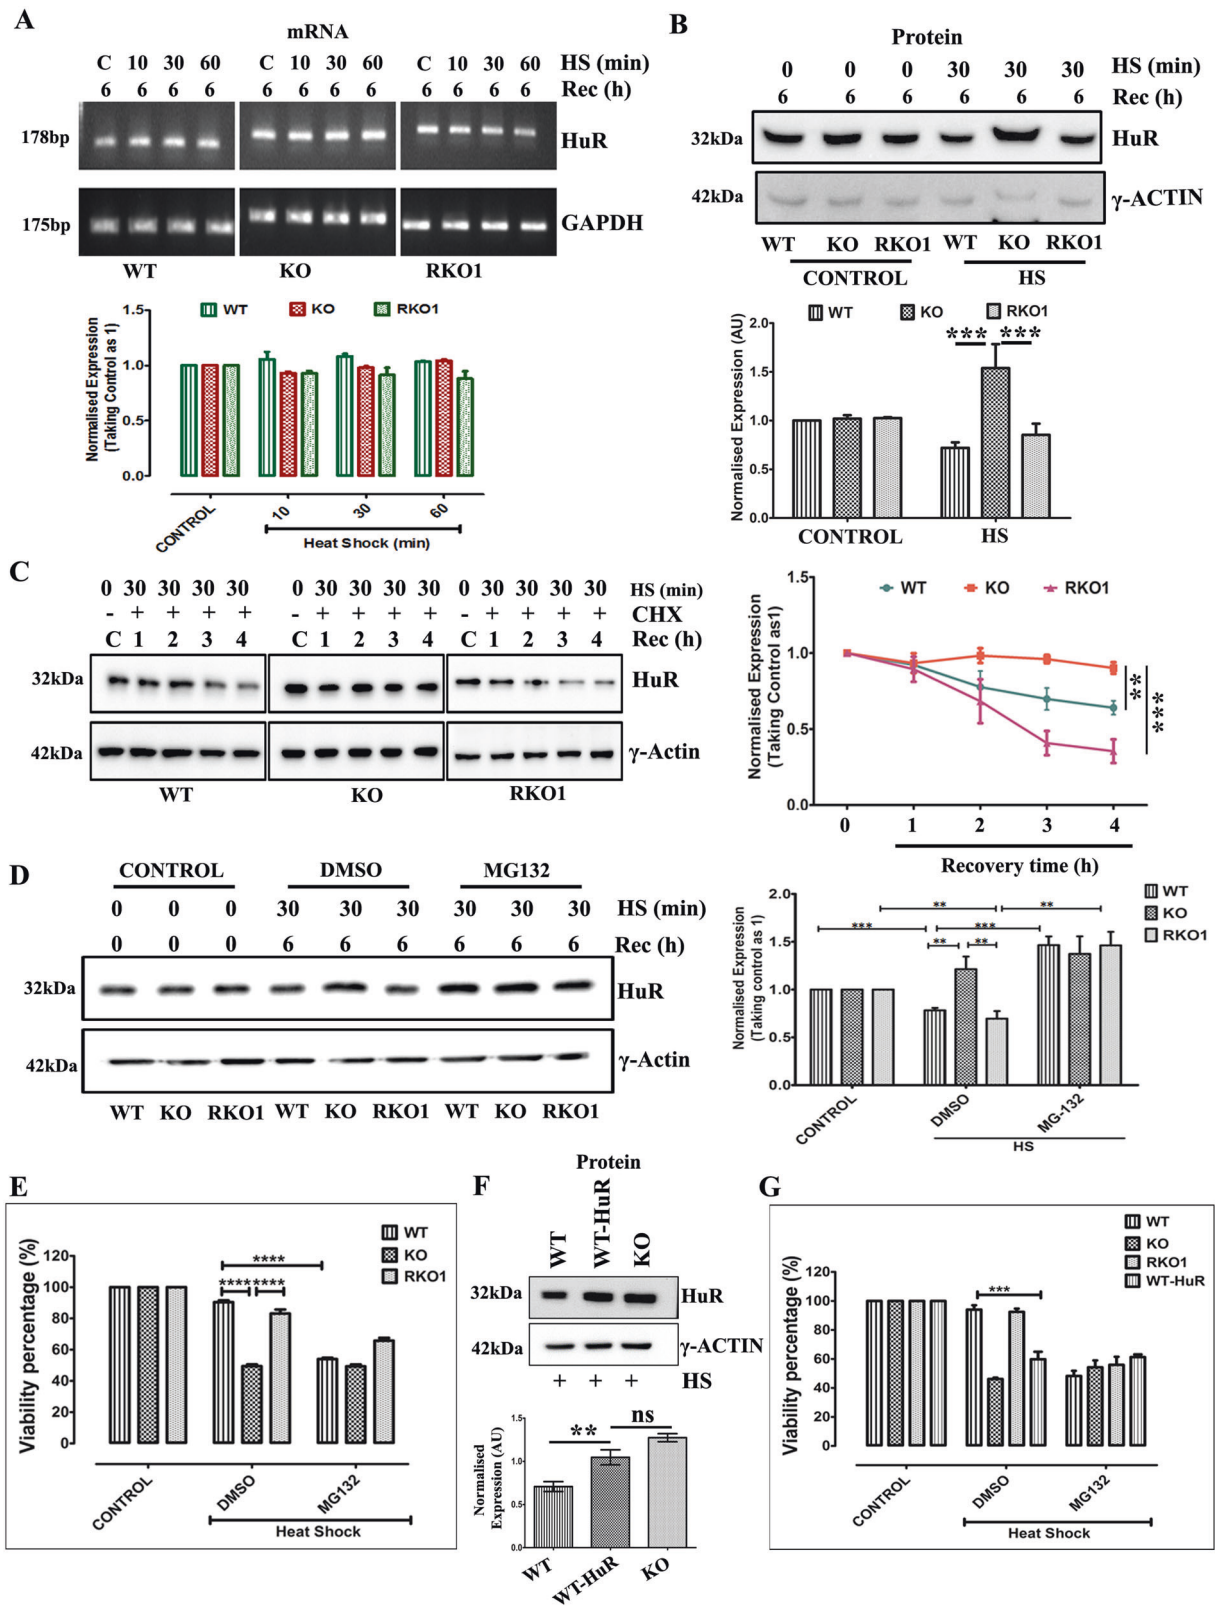 A
mRNA
C 10 30 60 C 10 30 60 C 10 30 60 HS (min)
6 6 6 6 6 6 6 6 6 6 6 6 Rec (h)
178bp HuR
175bp GAPDH
WT KO RKO1
WT KO RKO1
Normalised Expression
(Taking Control as 1)
1.5
1.0
0.5
0.0
CONTROL 10 30 60
Heat Shock (min)
B
Protein
0 0 0 30 30 30 HS (min)
6 6 6 6 6 6 Rec (h)
32kDa HuR
42kDa γ-ACTIN
WT KO RKO1 WT KO RKO1
CONTROL HS
WT KO RKO1
Normalised Expression (AU)
2.0
1.5
1.0
0.5
0.0
*** ***
CONTROL HS
C
0 30 30 30 30 0 30 30 30 30 0 30 30 30 30 HS (min)
- + + + + - + + + + - + + + + CHX
C 1 2 3 4 C 1 2 3 4 C 1 2 3 4 Rec (h)
32kDa HuR
42kDa γ-Actin
WT KO RKO1
WT KO RKO1
Normalised Expression
(Taking Control as1)
1.5
1.0
0.5
0.0
** ***
0 1 2 3 4
Recovery time (h)
D
CONTROL DMSO MG132
0 0 0 30 30 30 30 30 30 HS (min)
0 0 0 6 6 6 6 6 6 Rec (h)
32kDa HuR
42kDa γ-Actin
WT KO RKO1 WT KO RKO1 WT KO RKO1
WT
KO
RKO1
Normalised Expression
(Taking control as 1)
2.0
1.5
1.0
0.5
0.0
** **
*** ***
** **
CONTROL DMSO MG-132
HS
E
WT
KO
RKO1
Viability percentage (%)
120
100
80
60
40
20
0
****
**** ****
CONTROL DMSO MG132
Heat Shock
F
Protein
WT WT-HuR KO
32kDa HuR
42kDa γ-ACTIN
+ + + HS
Normalised
Expression (AU)
1.5
1.0
0.5
0.0
** ns
WT WT-HuR KO
G
WT
KO
RKO1
WT-HuR
Viability percentage (%)
120
100
80
60
40
20
0
***
CONTROL DMSO MG132
Heat Shock